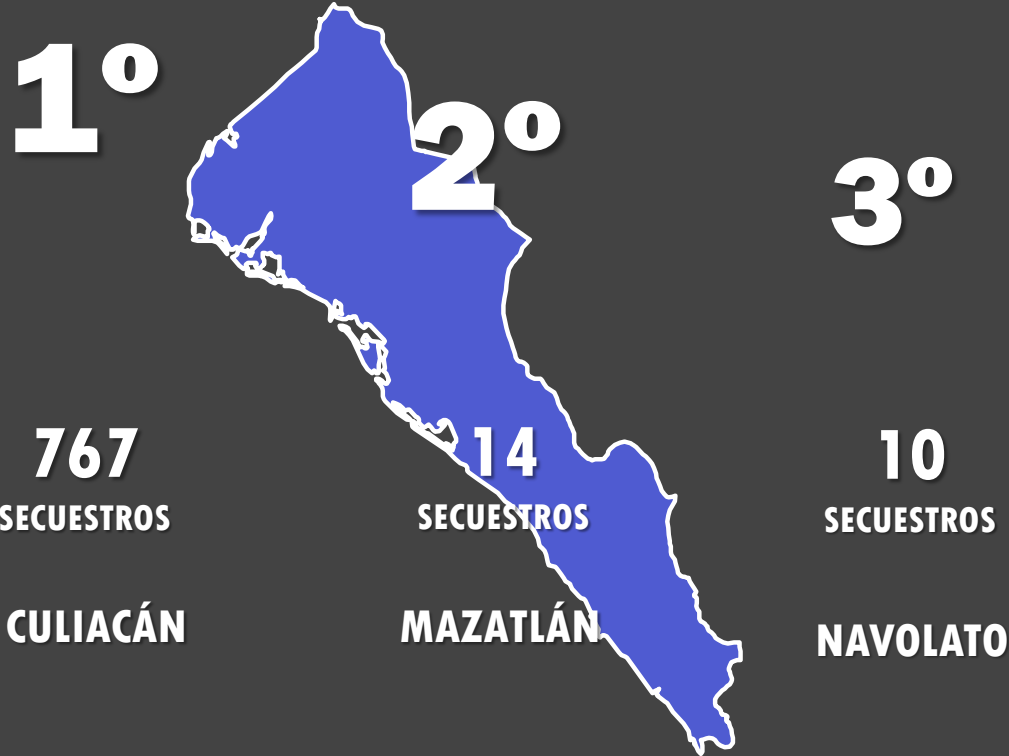 1º
767
SECUESTROS
CULIACÁN
2º
14
SECUESTROS
MAZATLÁN
3º
10
SECUESTROS
NAVOLATO